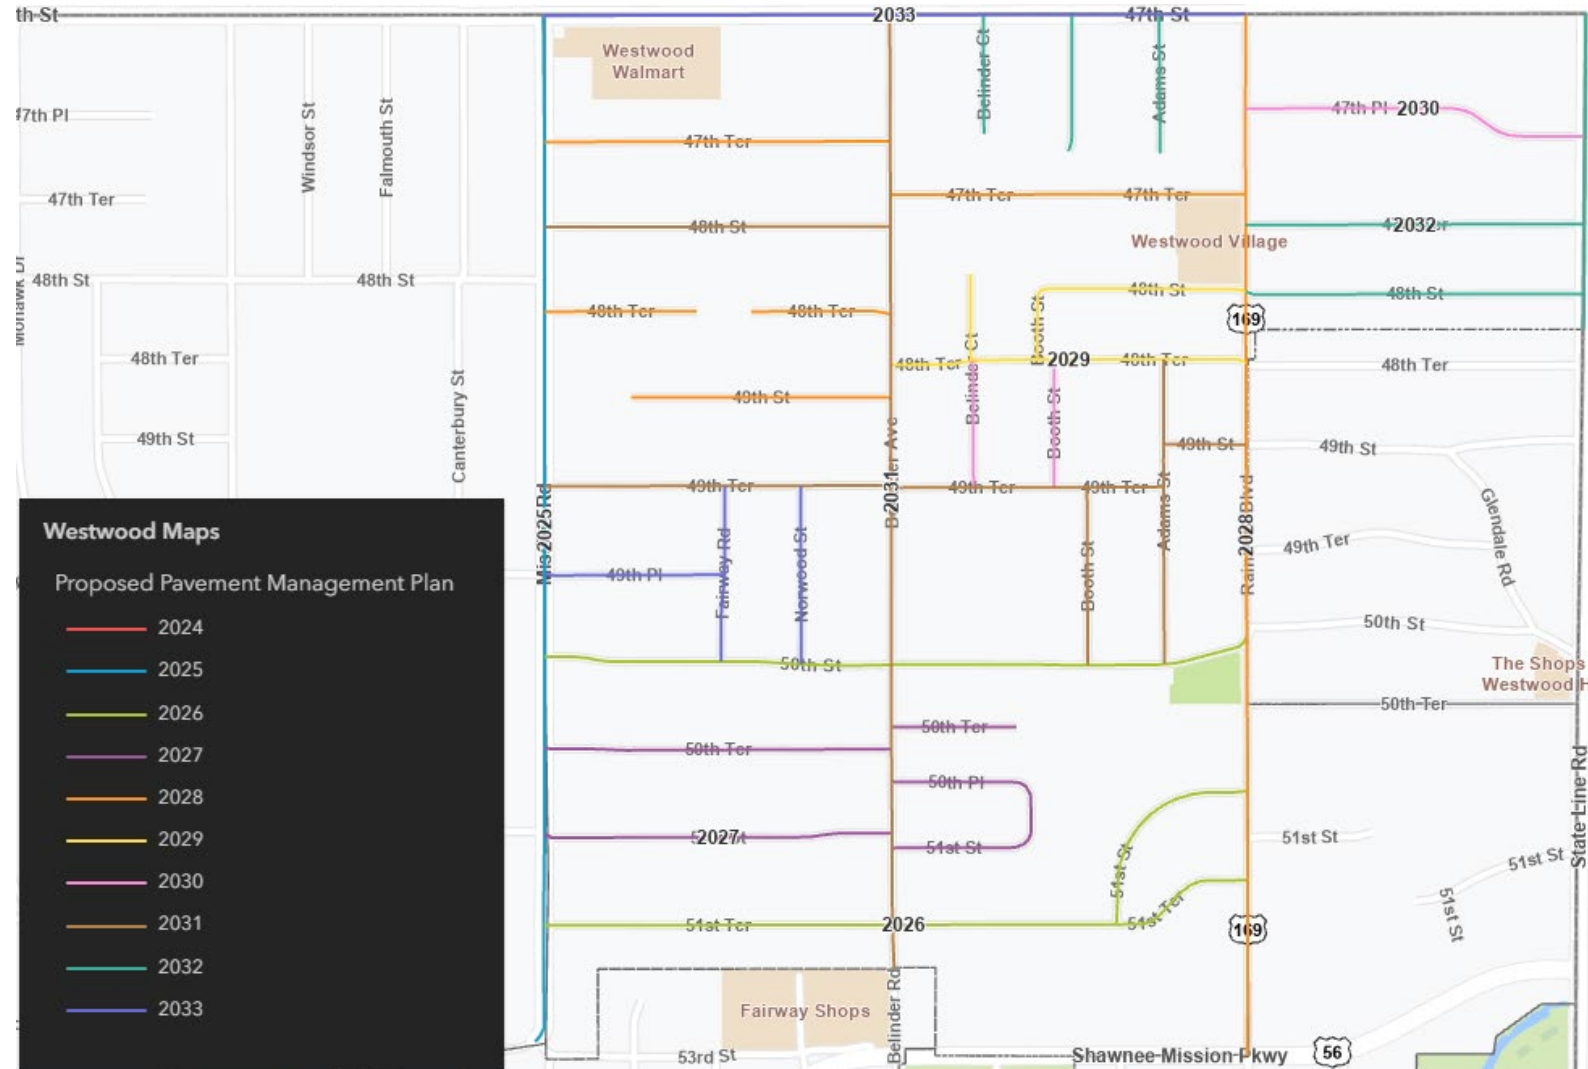 th St
2033
47th St
Westwood
Walmart
Belinder Ct
Adams St
47th Pl
Windsor St
Falmouth St
47th Pl 2030
47th Ter
47th Ter
47th Ter
47th Ter
48th St
2032
Westwood Village
48th St
48th St
48th St
48th St
Mohawk Dr
169
48th Ter
48th Ter
Booth St
Belinder Ct
48th Ter
48th Ter
2029
48th Ter
48th Ter
Canterbury St
49th St
Booth St
49th St
49th St
49th St
Belinder Ave
2031
49th Ter
49th Ter
49th Ter
Adams St
Glendale Rd
2025
Rd
2028
Blvd
49th Ter
Fairway Rd
Norwood St
Booth St
49th Pl
50th St
50th St
The Shops
Westwood H
50th Ter
50th Ter
50th Ter
50th Pl
State Line Rd
2027
51st St
51st St
51st St
51st St
51st St
51st Ter
2026
51st Ter
169
Fairway Shops
Belinder Rd
53rd St
Shawnee Mission Pkwy
56
Westwood Maps
Proposed Pavement Management Plan
2024
2025
2026
2027
2028
2029
2030
2031
2032
2033